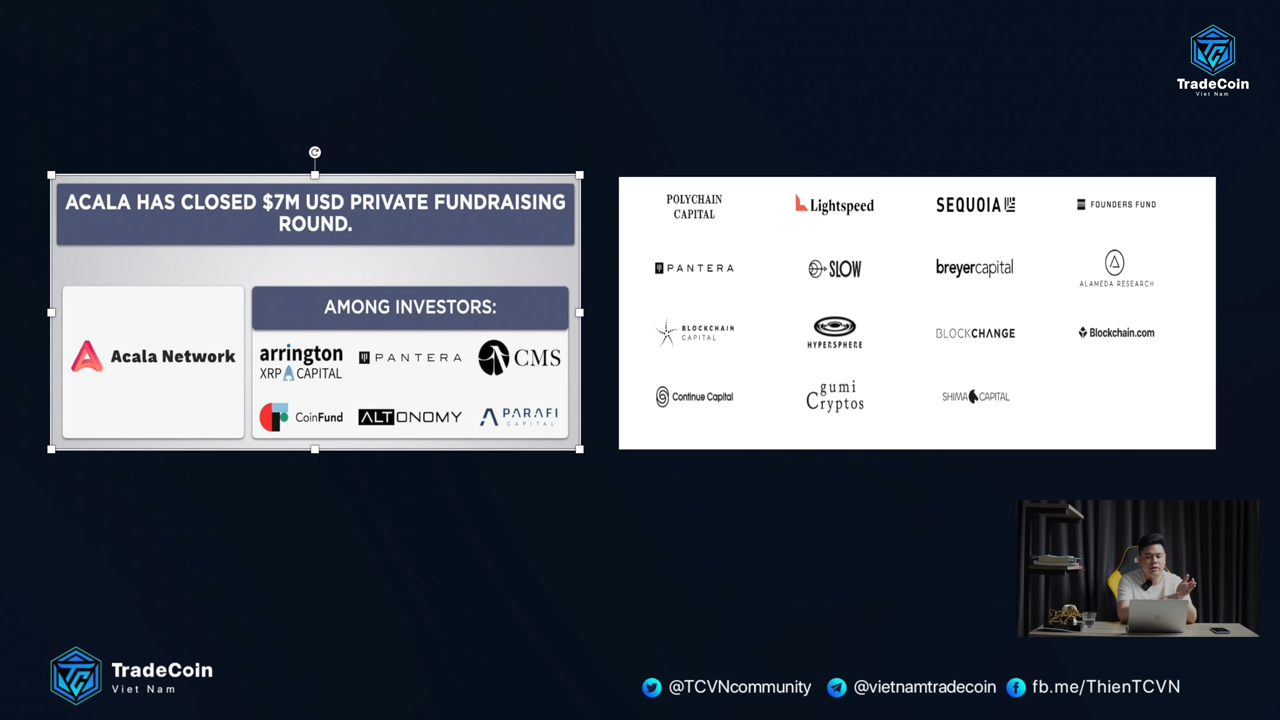 TradeCoin
Viet Nam
ACALA HAS CLOSED $7M USD PRIVATE FUNDRAISING
ROUND.
AMONG INVESTORS:
Acala Network
arrington
XRP CAPITAL
PANTERA
CMS
CoinFund
ALTONOMY
PARAFI
CAPITAL
POLYCHAIN
CAPITAL
Lightspeed
SEQUOIA
FOUNDERS FUND
PANTERA
SLOW
breyercapital
ALAMEDA RESEARCH
BLOCKCHAIN
CAPITAL
HYPERSPHERE
BLOCKCHANGE
Blockchain.com
Continue Capital
gumi
Cryptos
SHIMA CAPITAL
TradeCoin
Viet Nam
@TCVNcommunity
@vietnamtradecoin
fb.me/ThienTCVN